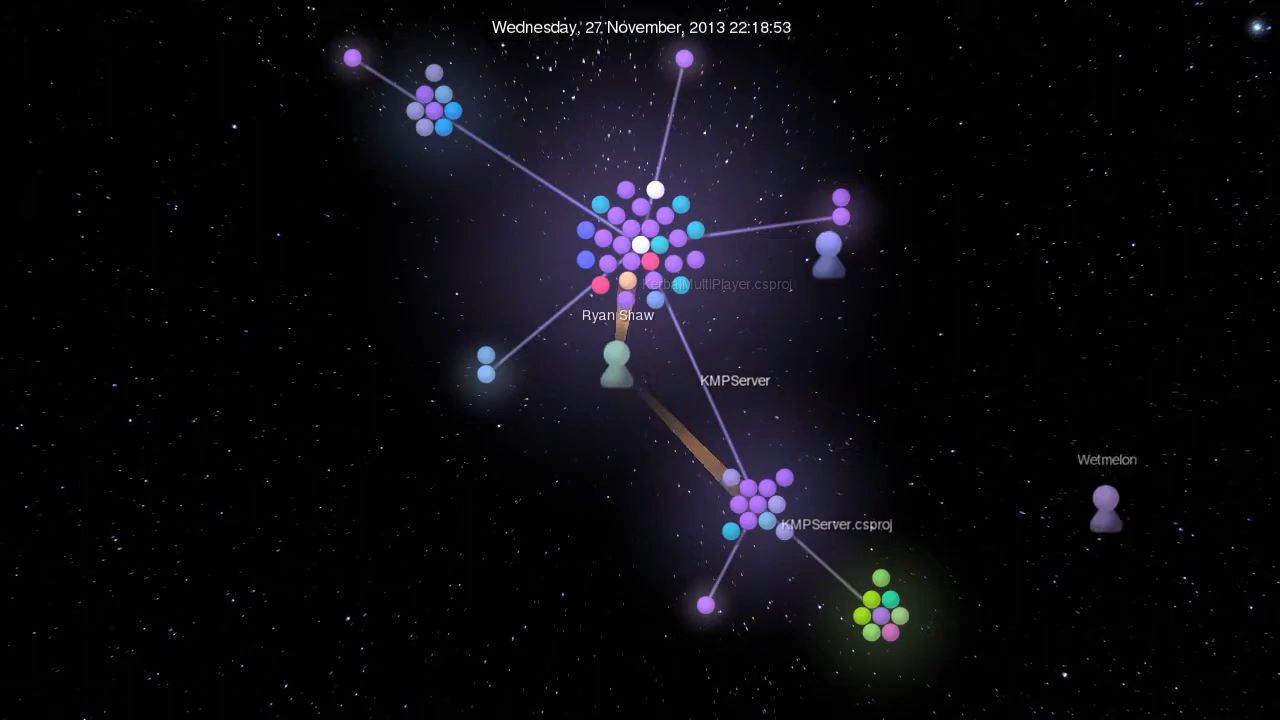 Wednesday, 27 November, 2013 22:18:53
KerbalMultiPlayer.csproj
Ryan Shaw
KMPServer
Wetmelon
KMPServer.csproj